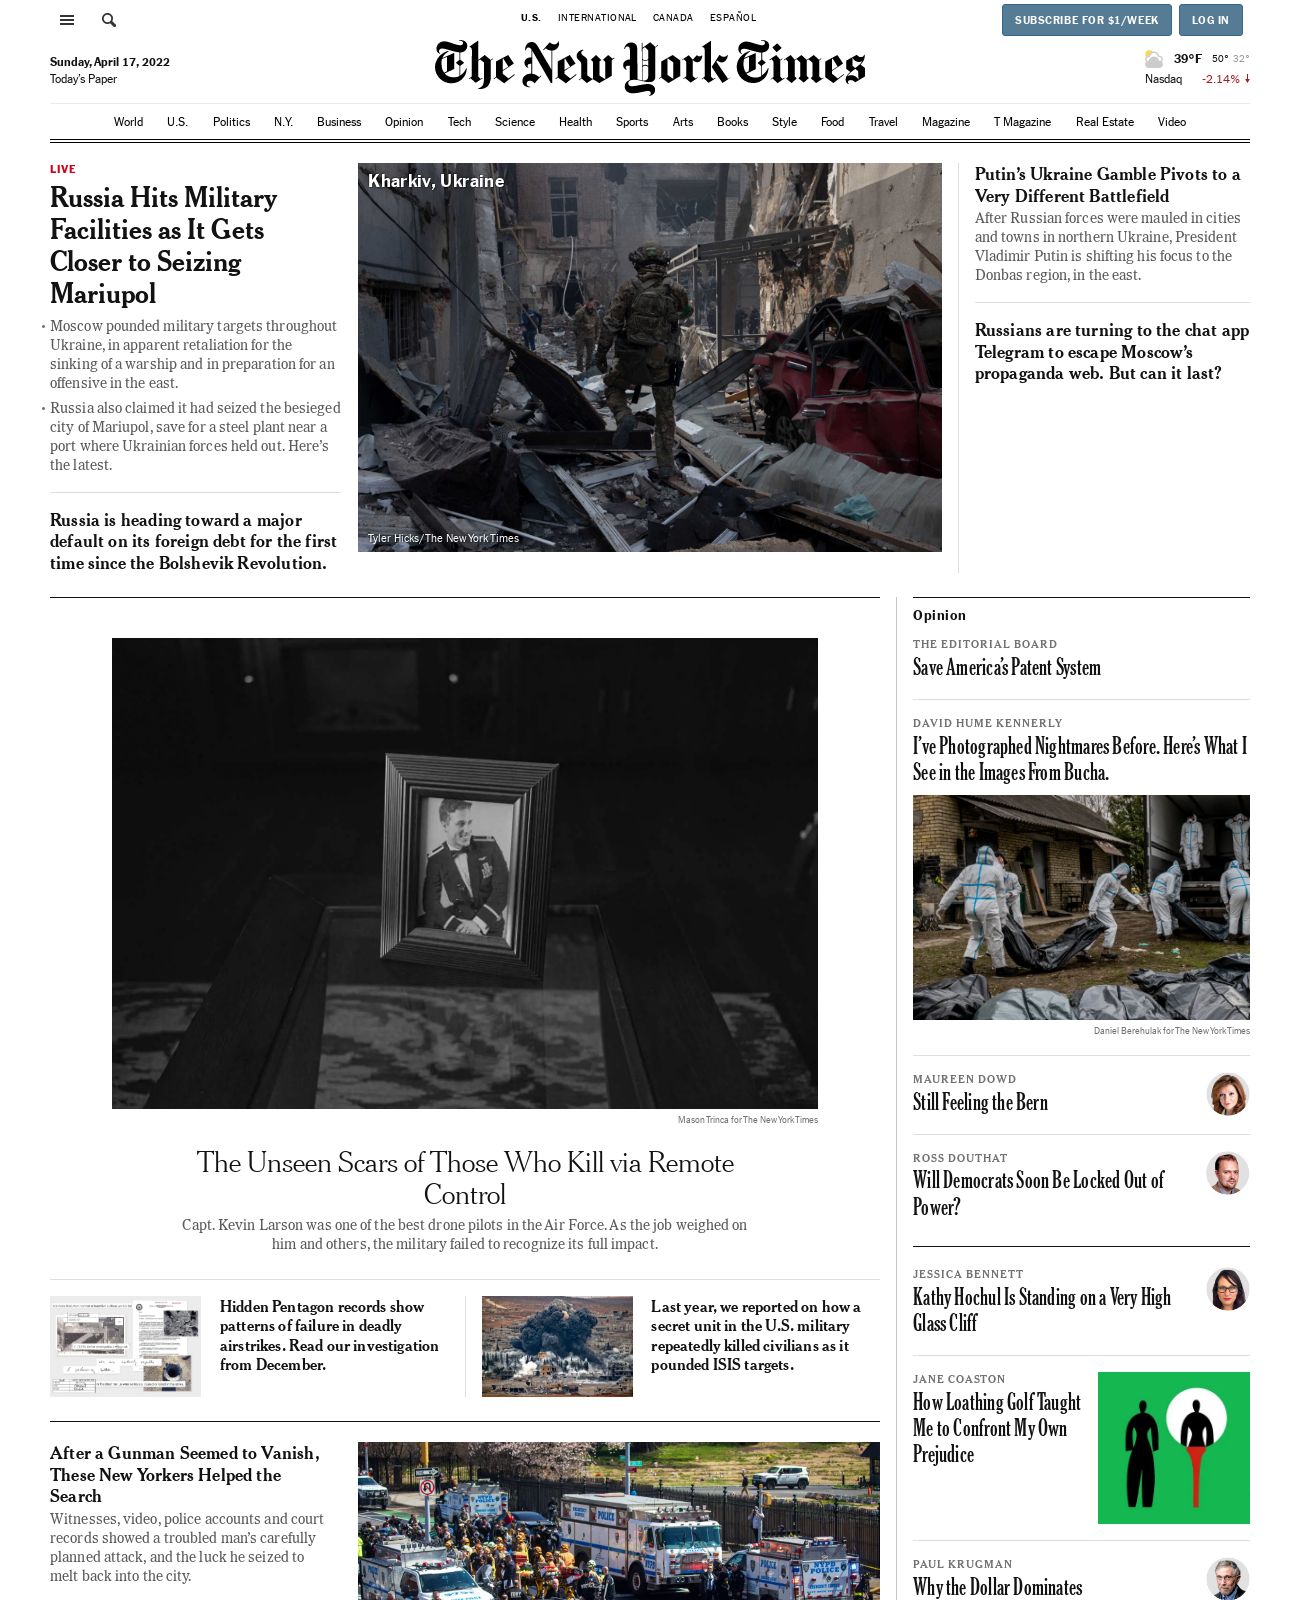 U.S. INTERNATIONAL CANADA ESPAÑOL
SUBSCRIBE FOR $1/WEEK LOG IN
Sunday, April 17, 2022
Today's Paper
The New York Times
39°F 50° 32°
Nasdaq -2.14%
World U.S. Politics N.Y. Business Opinion Tech Science Health Sports Arts Books Style Food Travel Magazine T Magazine Real Estate Video
LIVE
Russia Hits Military
Facilities as It Gets
Closer to Seizing
Mariupol
• Moscow pounded military targets throughout
Ukraine, in apparent retaliation for the
sinking of a warship and in preparation for an
offensive in the east.
• Russia also claimed it had seized the besieged
city of Mariupol, save for a steel plant near a
port where Ukrainian forces held out. Here's
the latest.
Russia is heading toward a major
default on its foreign debt for the first
time since the Bolshevik Revolution.
Kharkiv, Ukraine
Tyler Hicks/The New York Times
Putin's Ukraine Gamble Pivots to a
Very Different Battlefield
After Russian forces were mauled in cities
and towns in northern Ukraine, President
Vladimir Putin is shifting his focus to the
Donbas region, in the east.
Russians are turning to the chat app
Telegram to escape Moscow's
propaganda web. But can it last?
Mason Trinca for The New York Times
The Unseen Scars of Those Who Kill via Remote
Control
Capt. Kevin Larson was one of the best drone pilots in the Air Force. As the job weighed on
him and others, the military failed to recognize its full impact.
Hidden Pentagon records show
patterns of failure in deadly
airstrikes. Read our investigation
from December.
Last year, we reported on how a
secret unit in the U.S. military
repeatedly killed civilians as it
pounded ISIS targets.
After a Gunman Seemed to Vanish,
These New Yorkers Helped the
Search
Witnesses, video, police accounts and court
records showed a troubled man's carefully
planned attack, and the luck he seized to
melt back into the city.
POLICE
NYPD
Opinion
THE EDITORIAL BOARD
Save America's Patent System
DAVID HUME KENNERLY
I've Photographed Nightmares Before. Here's What I
See in the Images From Bucha.
Daniel Berehulak for The New York Times
MAUREEN DOWD
Still Feeling the Bern
ROSS DOUTHAT
Will Democrats Soon Be Locked Out of
Power?
JESSICA BENNETT
Kathy Hochul Is Standing on a Very High
Glass Cliff
JANE COASTON
How Loathing Golf Taught
Me to Confront My Own
Prejudice
PAUL KRUGMAN
Why the Dollar Dominates